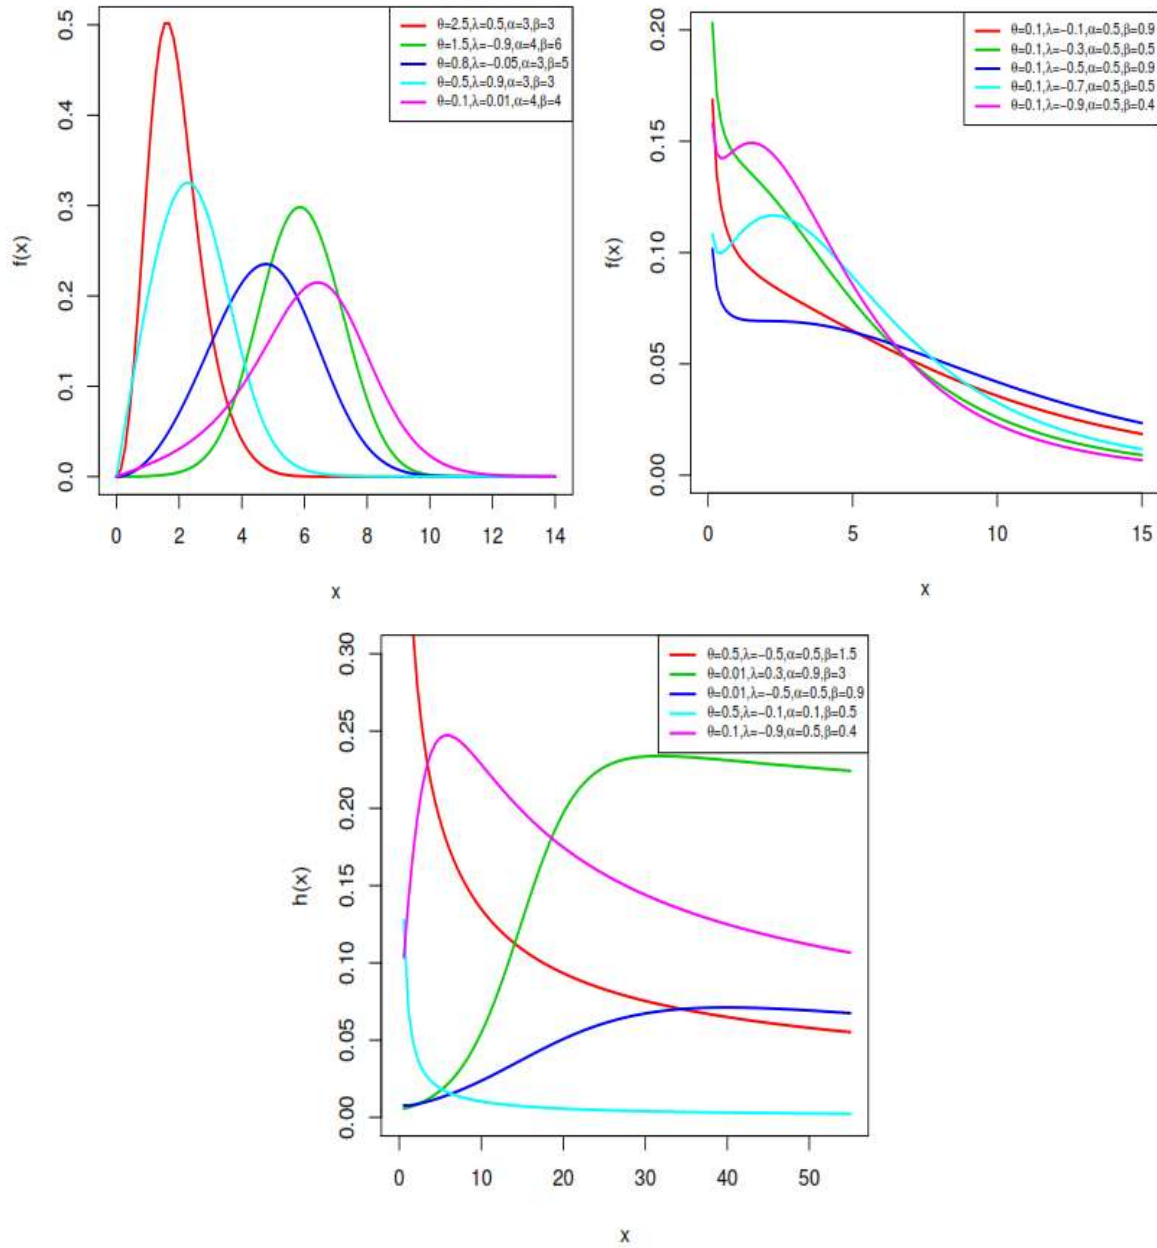 f(x)
0.0 0.1 0.2 0.3 0.4 0.5
θ=2.5,λ=0.5,α=3,β=3
θ=1.5,λ=−0.9,α=4,β=6
θ=0.8,λ=−0.05,α=3,β=5
θ=0.5,λ=0.9,α=3,β=3
θ=0.1,λ=0.01,α=4,β=4
0 2 4 6 8 10 12 14
x
f(x)
0.00 0.05 0.10 0.15 0.20
θ=0.1,λ=−0.1,α=0.5,β=0.9
θ=0.1,λ=−0.3,α=0.5,β=0.5
θ=0.1,λ=−0.5,α=0.5,β=0.9
θ=0.1,λ=−0.7,α=0.5,β=0.5
θ=0.1,λ=−0.9,α=0.5,β=0.4
0 5 10 15
x
h(x)
0.00 0.05 0.10 0.15 0.20 0.25 0.30
θ=0.5,λ=−0.5,α=0.5,β=1.5
θ=0.01,λ=0.3,α=0.9,β=3
θ=0.01,λ=−0.5,α=0.5,β=0.9
θ=0.5,λ=−0.1,α=0.1,β=0.5
θ=0.1,λ=−0.9,α=0.5,β=0.4
0 10 20 30 40 50
x